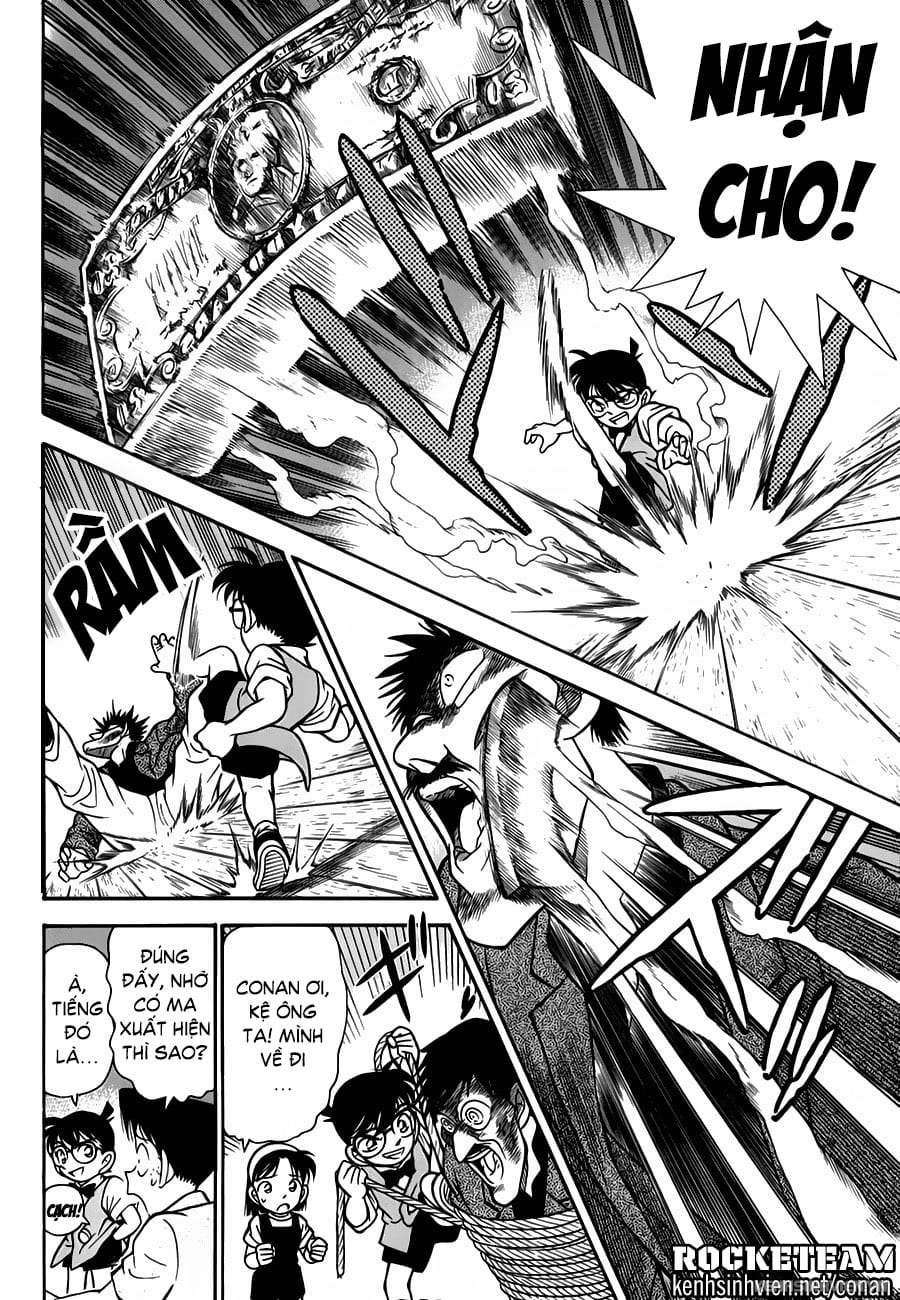 NHẬN
CHO!
RẦM
CONAN ƠI,
KỆ ÔNG
TA! MÌNH
VỀ ĐI
...
ĐÚNG
ĐẤY, NHỠ
CÓ MA
XUẤT HIỆN
THÌ SAO?
À,
TIẾNG
ĐÓ
LÀ...
CẠCH!
ROCKETEAM
kenhsinhvien.net/conan